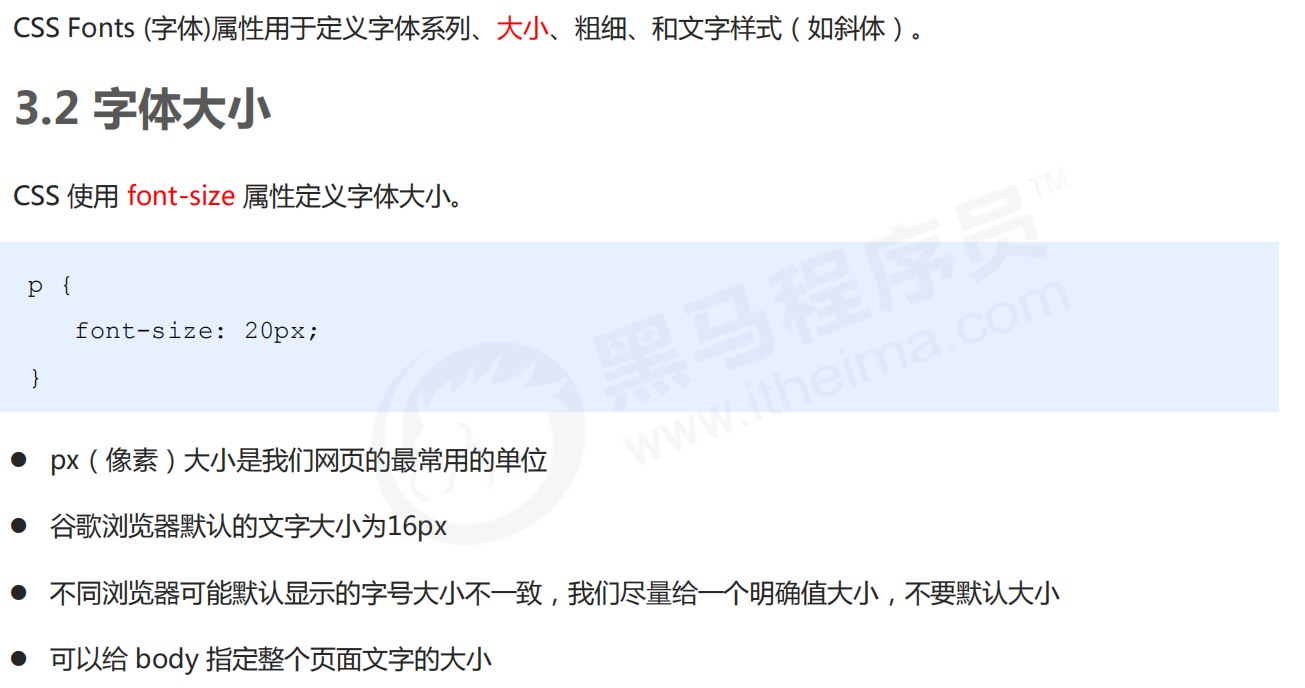 CSS Fonts (字体)属性用于定义字体系列、大小、粗细、和文字样式（如斜体）。
3.2 字体大小
CSS 使用 font-size 属性定义字体大小。
p {
font-size: 20px;
}
黑马程序员™
www.itheima.com
● px（像素）大小是我们网页的最常用的单位
● 谷歌浏览器默认的文字大小为16px
● 不同浏览器可能默认显示的字号大小不一致，我们尽量给一个明确值大小，不要默认大小
● 可以给 body 指定整个页面文字的大小